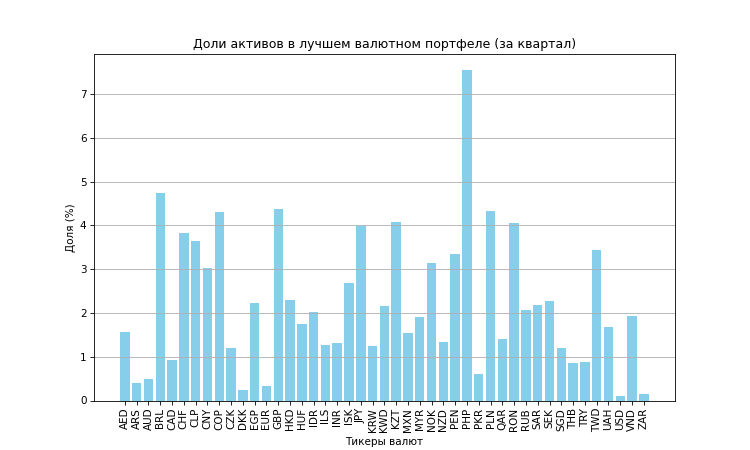 Доли активов в лучшем валютном портфеле (за квартал)
Доля (%)
7
6
5
4
3
2
1
0
AED ARS AUD BRL CAD CHF CLP CNY COP CZK DKK EGP EUR GBP HKD HUF IDR ILS INR ISK JPY KRW KWD KZT MXN MYR NOK NZD PEN PHP PKR PLN QAR RON RUB SAR SEK SGD THB TRY TWD UAH USD VND ZAR
Тикеры валют